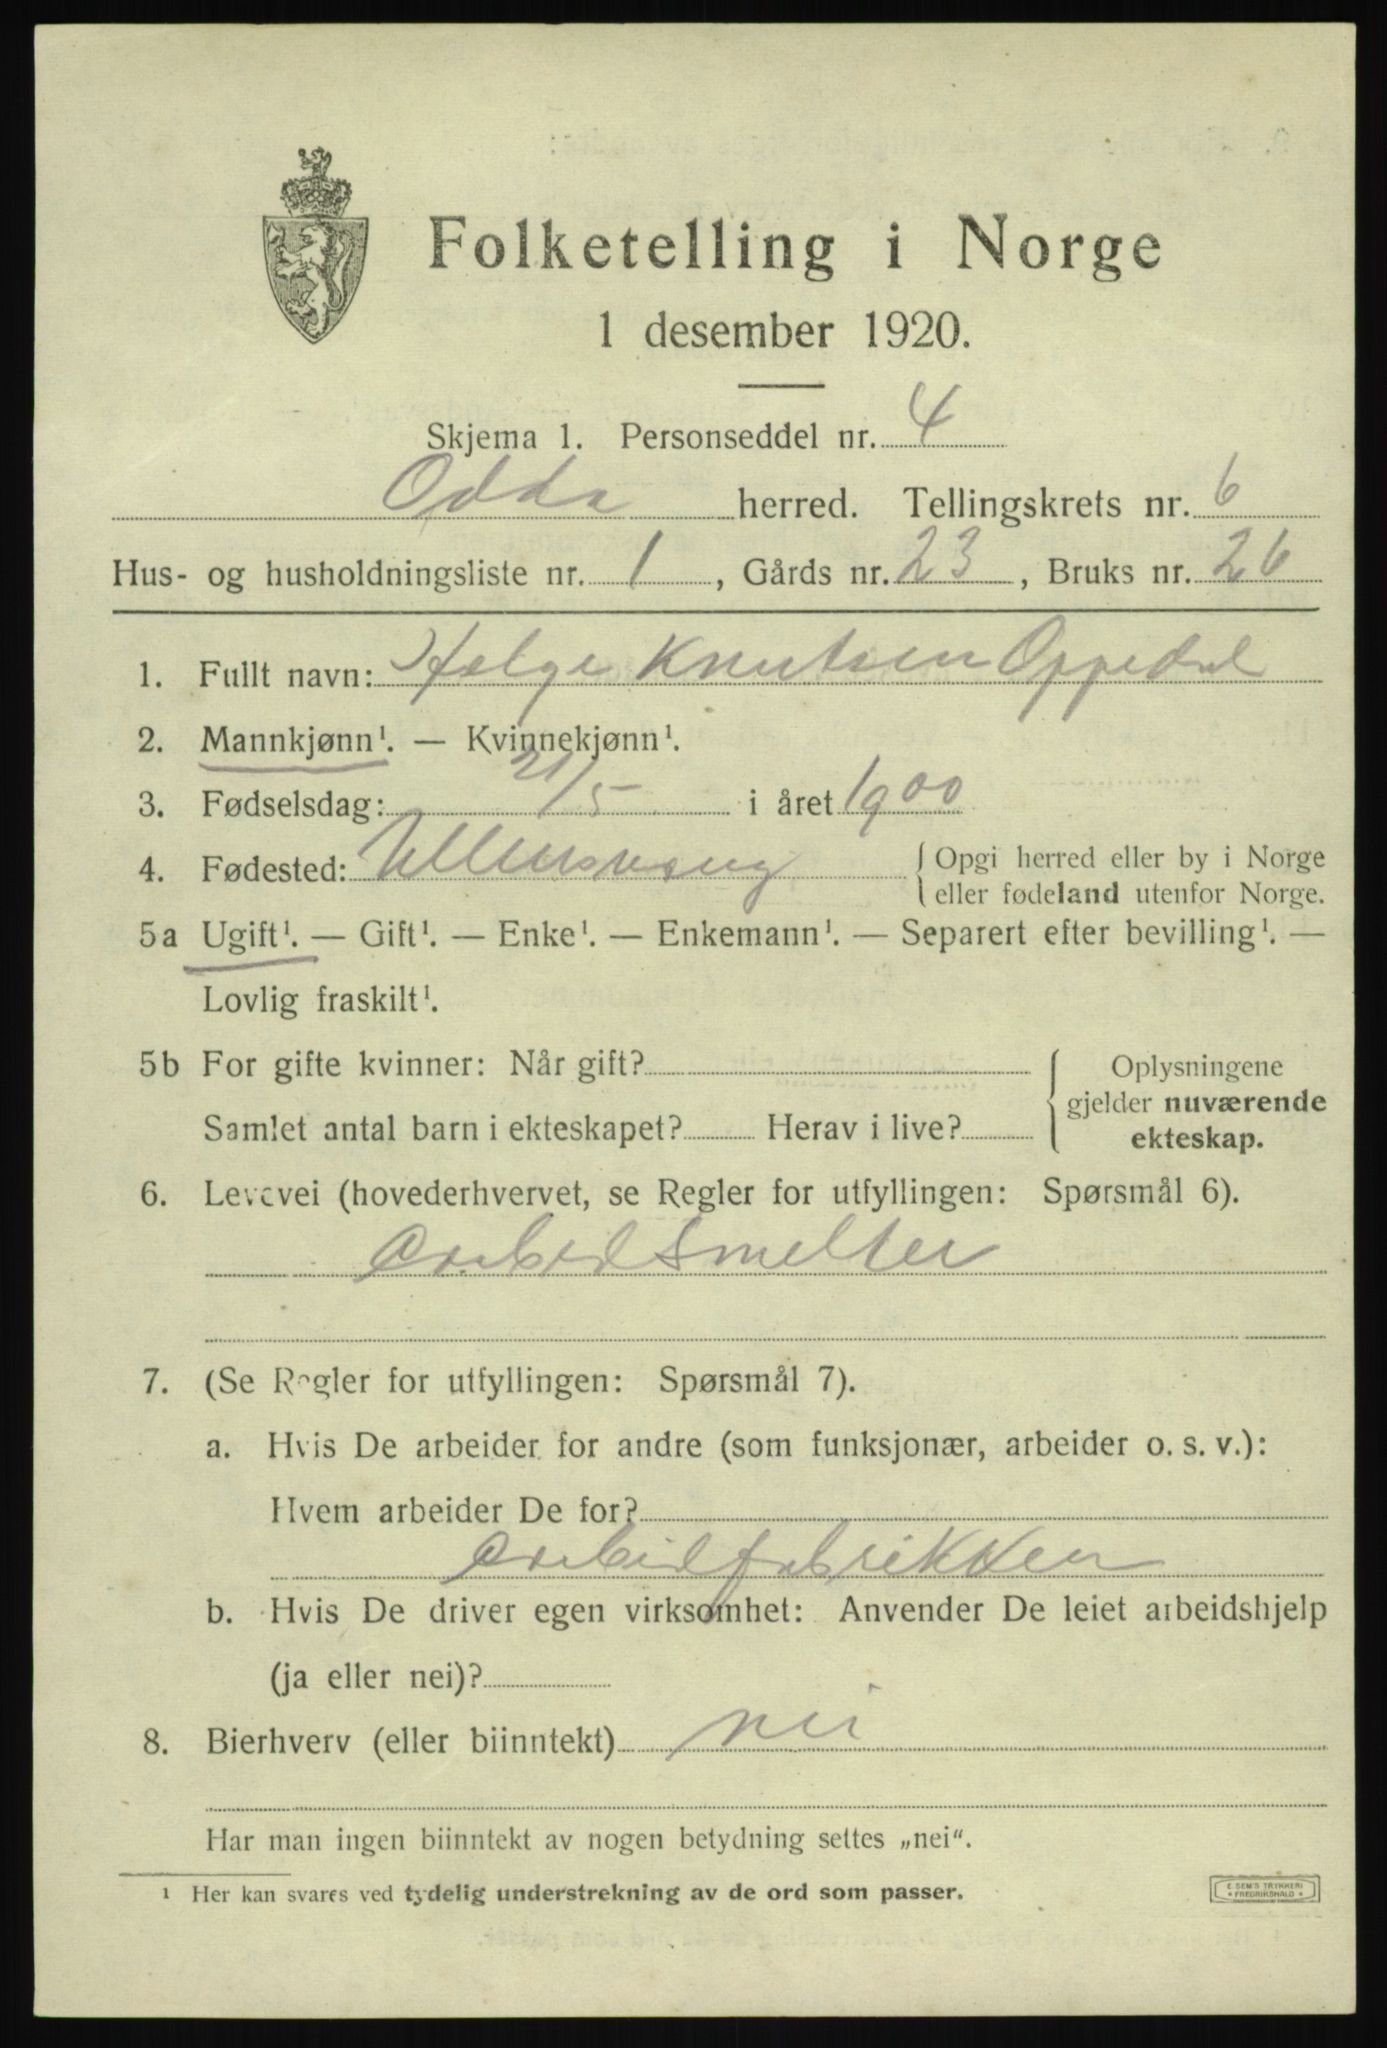 Folketelling i Norge
1 desember 1920.
Skjema 1. Personseddel nr. 4
Odda herred. Tellingskrets nr. 6
Hus- og husholdningsliste nr. 1, Gårds nr. 23, Bruks nr. 26
1. Fullt navn: Helge Knutsen Oppedal
2. Mannkjønn¹. — Kvinnekjønn¹.
3. Fødselsdag: 21/5 i året 1900
4. Fødested: Ullensvang { Opgi herred eller by i Norge
eller fødeland utenfor Norge.
5a Ugift¹. — Gift¹. — Enke¹. — Enkemann¹. — Separert efter bevilling¹. —
Lovlig fraskilt¹.
5b For gifte kvinner: Når gift? { Oplysningene
gjelder nuværende
Samlet antal barn i ekteskapet? Herav i live? ekteskap.
6. Levevei (hovederhvervet, se Regler for utfyllingen: Spørsmål 6).
Carbidsmelter
7. (Se Regler for utfyllingen: Spørsmål 7).
a. Hvis De arbeider for andre (som funksjonær, arbeider o. s. v.):
Hvem arbeider De for?
Carbidfabrikken
b. Hvis De driver egen virksomhet: Anvender De leiet arbeidshjelp
(ja eller nei)?
8. Bierhverv (eller biinntekt) nei
Har man ingen biinntekt av nogen betydning settes „nei“.
¹ Her kan svares ved tydelig understrekning av de ord som passer.
E. SEM'S TRYKKERI
FREDRIKSHALD